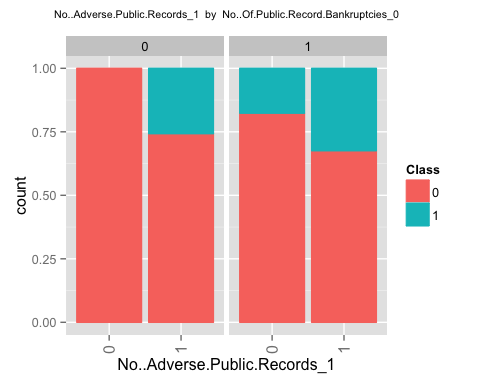 No..Adverse.Public.Records_1 by No..Of.Public.Record.Bankruptcies_0
0 1
1.00
0.75
0.50
0.25
0.00
count
0 1 0 1
No..Adverse.Public.Records_1
Class
0
1